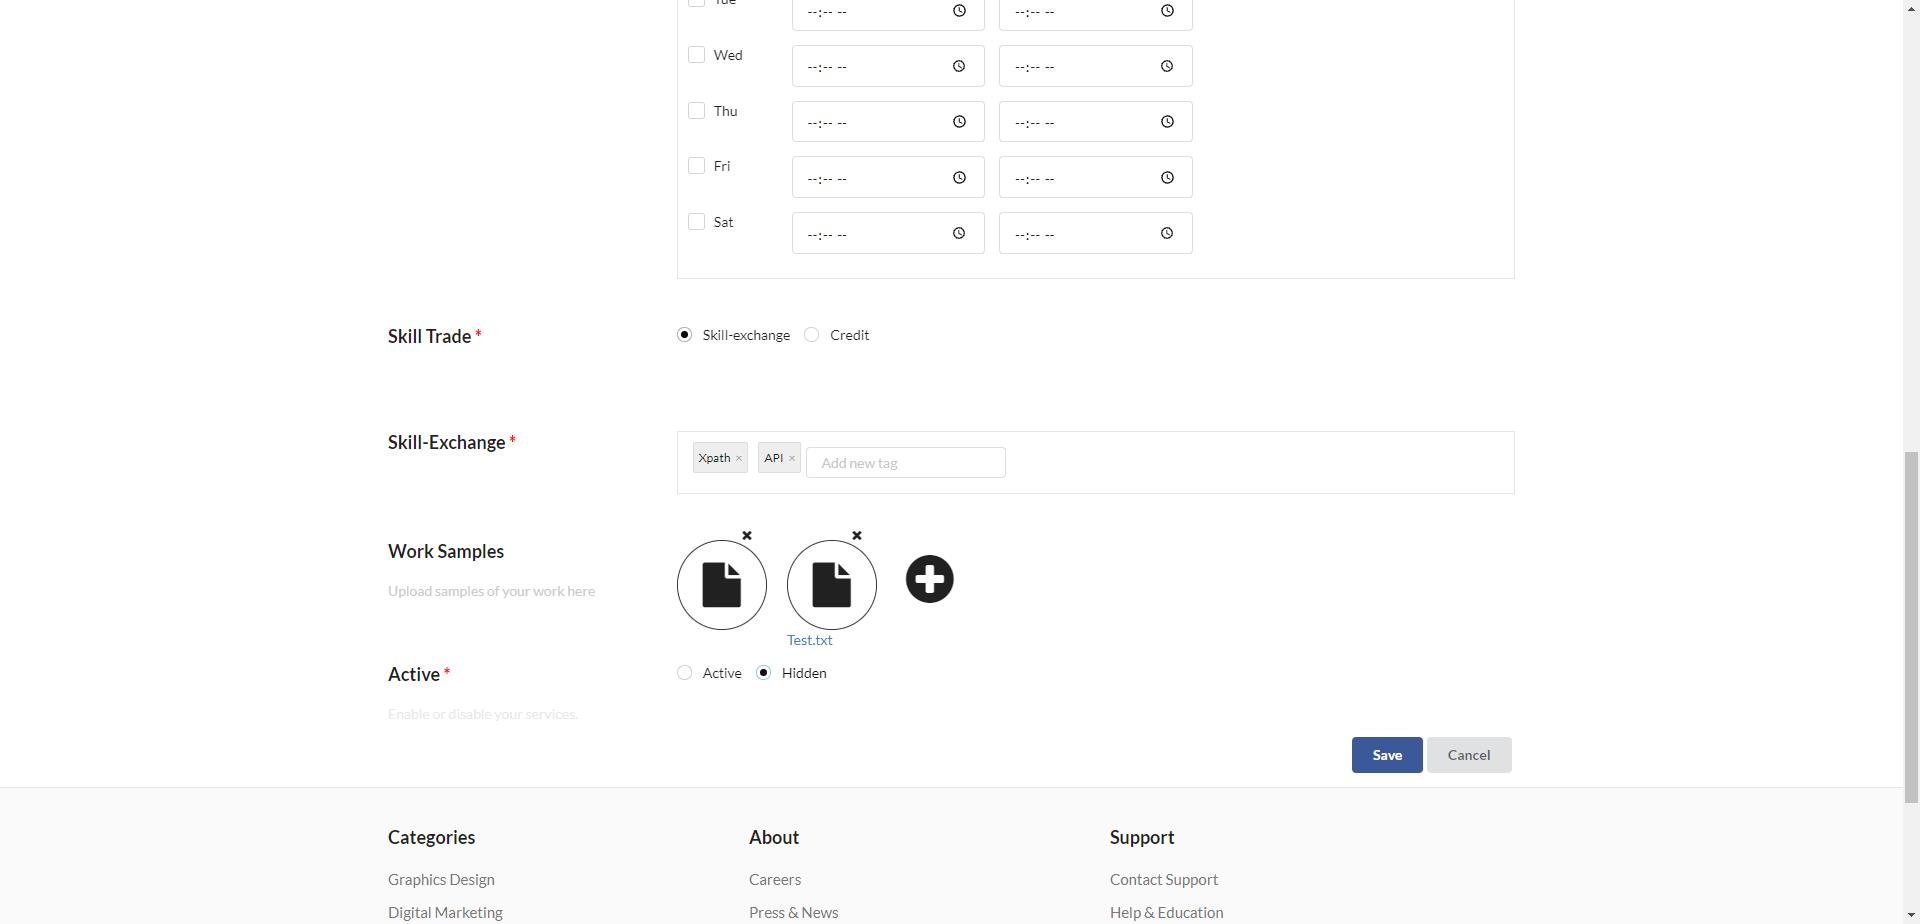 Tue --:-- -- --:-- --
Wed --:-- -- --:-- --
Thu --:-- -- --:-- --
Fri --:-- -- --:-- --
Sat --:-- -- --:-- --
Skill Trade * Skill-exchange Credit
Skill-Exchange * Xpath × API × Add new tag
Work Samples
Upload samples of your work here
Test.txt
Active * Active Hidden
Enable or disable your services.
Save Cancel
Categories About Support
Graphics Design Careers Contact Support
Digital Marketing Press & News Help & Education